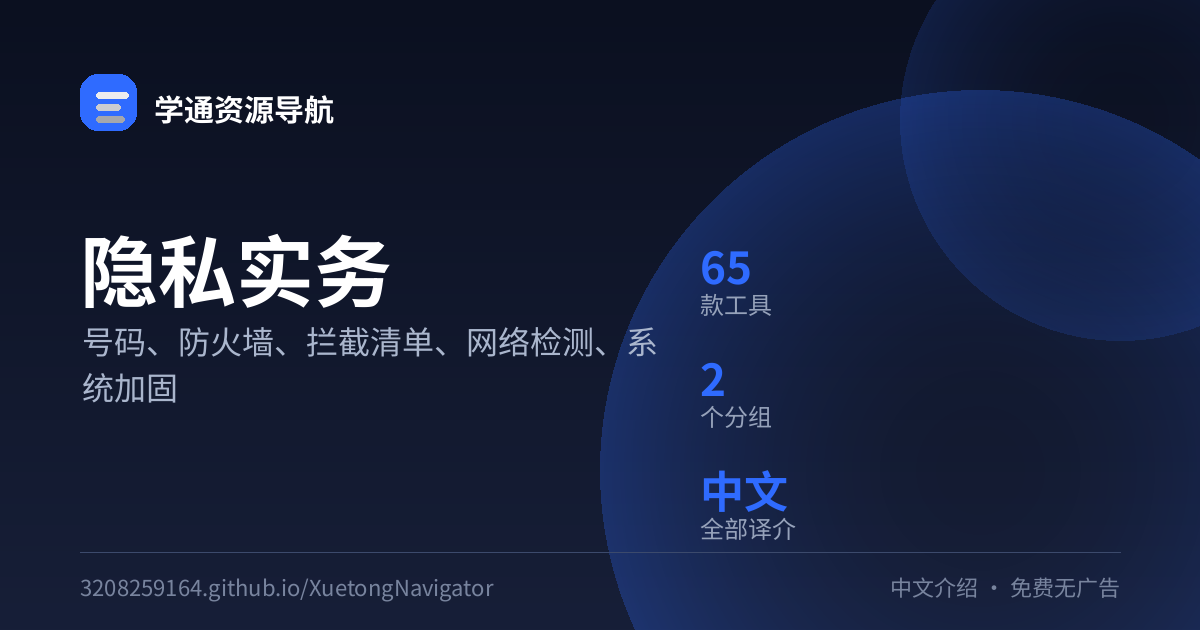 学通资源导航
隐私实务
号码、防火墙、拦截清单、网络检测、系
统加固
65
款工具
2
个分组
中文
全部译介
3208259164.github.io/XuetongNavigator
中文介绍 · 免费无广告